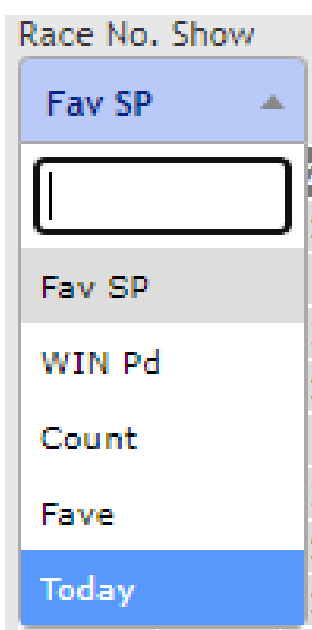 Race No. Show
Fav SP
Fav SP
WIN Pd
Count
Fave
Today